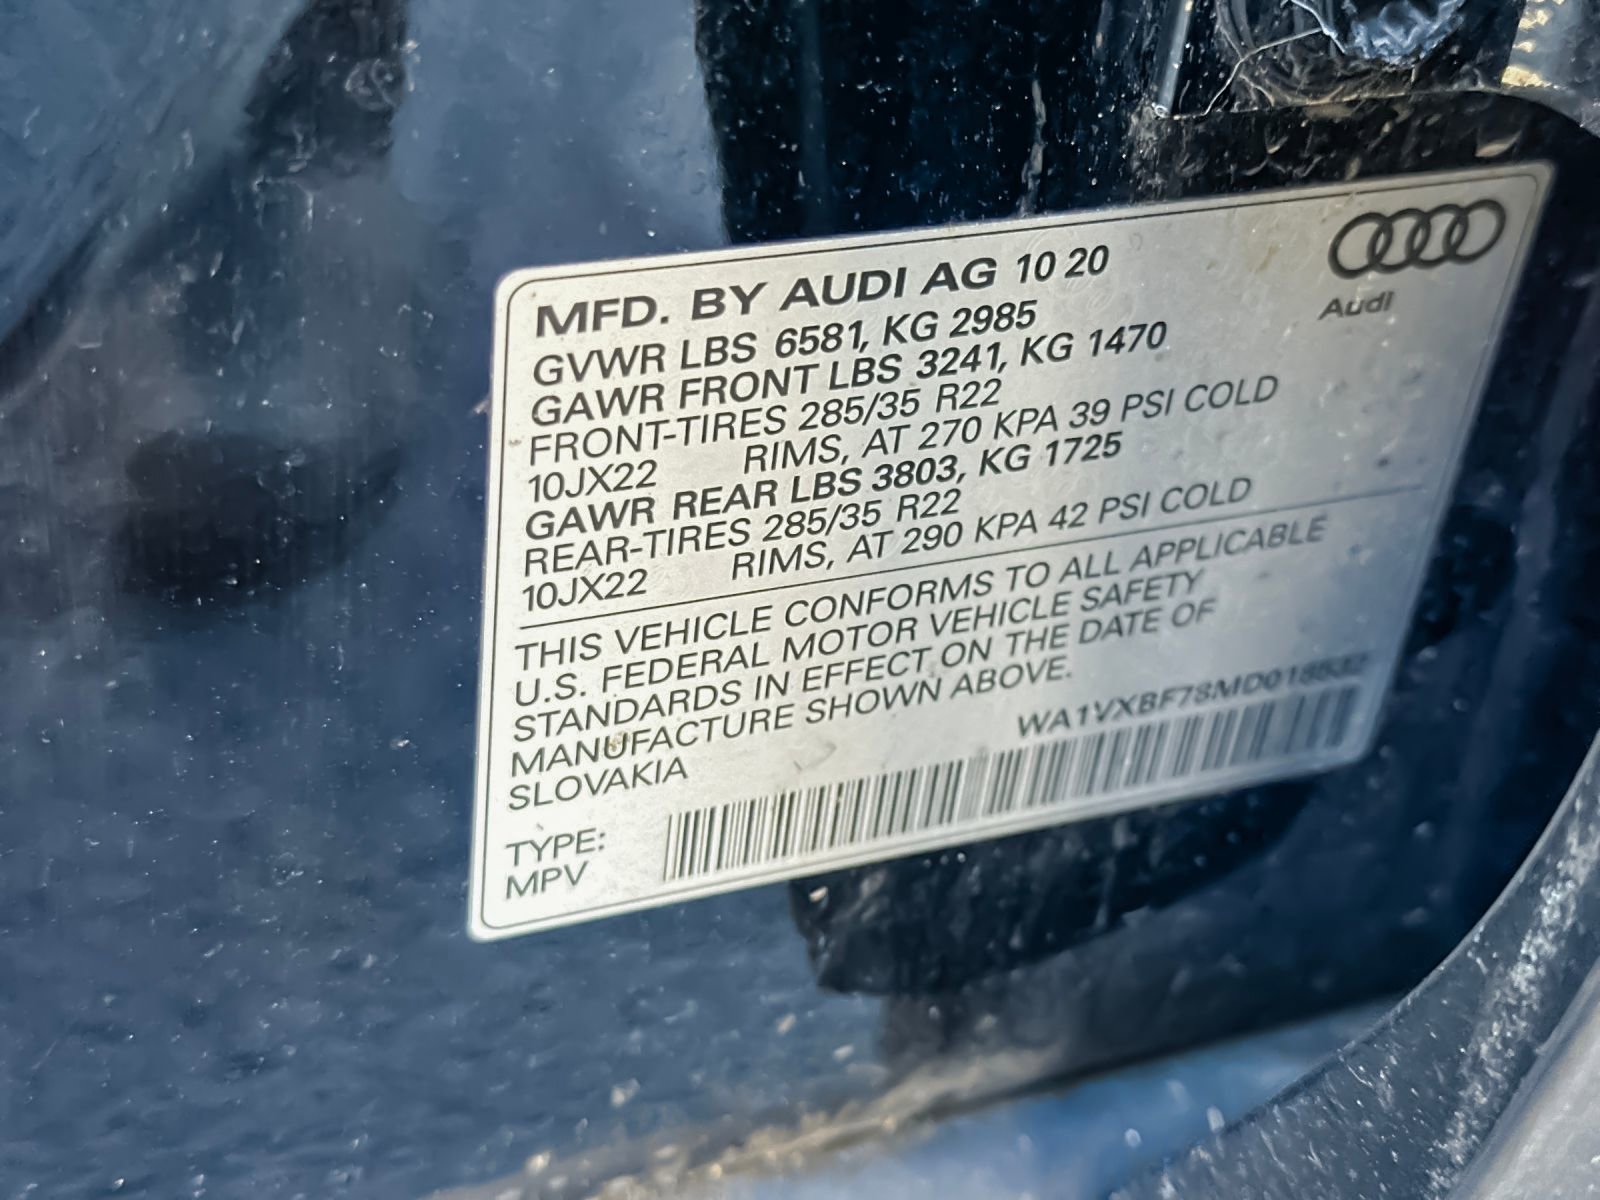 MFD. BY AUDI AG 10 20
GVWR LBS 6581, KG 2985
GAWR FRONT LBS 3241, KG 1470
FRONT-TIRES 285/35 R22
10JX22 RIMS, AT 270 KPA 39 PSI COLD
GAWR REAR LBS 3803, KG 1725
REAR-TIRES 285/35 R22
10JX22 RIMS, AT 290 KPA 42 PSI COLD
THIS VEHICLE CONFORMS TO ALL APPLICABLE
U.S. FEDERAL MOTOR VEHICLE SAFETY
STANDARDS IN EFFECT ON THE DATE OF
MANUFACTURE SHOWN ABOVE.
SLOVAKIA
TYPE:
MPV
Audi